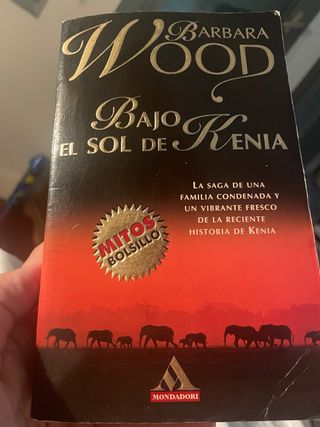 BARBARA
WOOD
BAJO
EL SOL DE KENIA
LA SAGA DE UNA
FAMILIA CONDENADA Y
UN VIBRANTE FRESCO
DE LA RECIENTE
HISTORIA DE KENIA
MITOS
BOLSILLO
MONDADORI